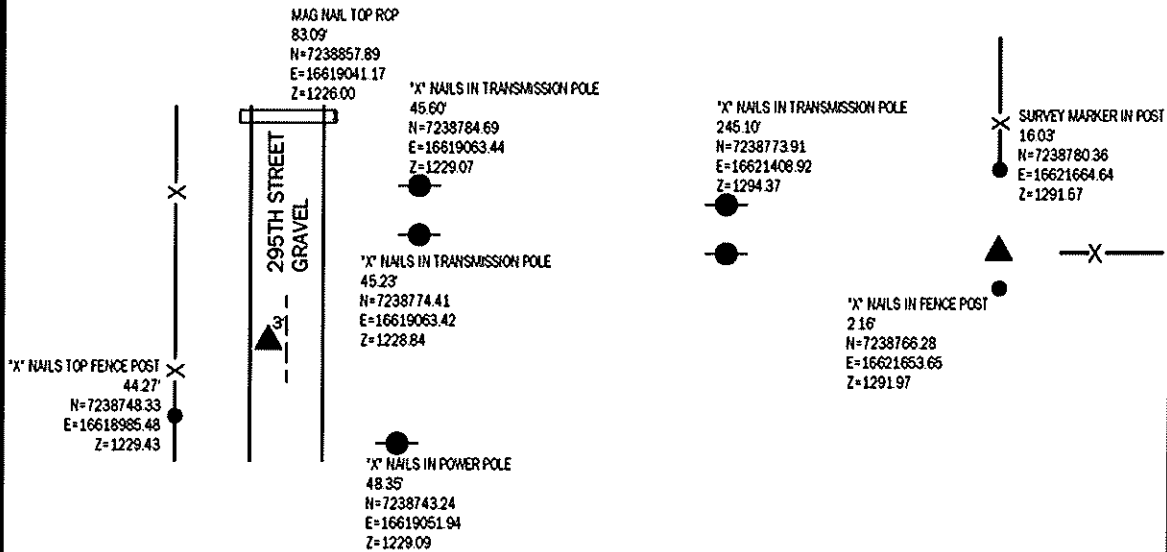 MAG NAIL TOP RCP
83.09'
N=7238857.89
E=16619041.17
Z=1226.00
"X" NAILS IN TRANSMISSION POLE
45.60'
N=7238784.69
E=16619063.44
Z=1229.07
"X" NAILS IN TRANSMISSION POLE
245.10'
N=7238773.91
E=16621408.92
Z=1294.37
SURVEY MARKER IN POST
16.03'
N=7238780.36
E=16621664.64
Z=1291.67
295TH STREET
GRAVEL
"X" NAILS IN TRANSMISSION POLE
45.23'
N=7238774.41
E=16619063.42
Z=1228.84
"X" NAILS IN FENCE POST
2.16'
N=7238766.28
E=16621653.65
Z=1291.97
3'
"X" NAILS TOP FENCE POST
44.27'
N=7238748.33
E=16618985.48
Z=1229.43
"X" NAILS IN POWER POLE
48.35'
N=7238743.24
E=16619051.94
Z=1229.09